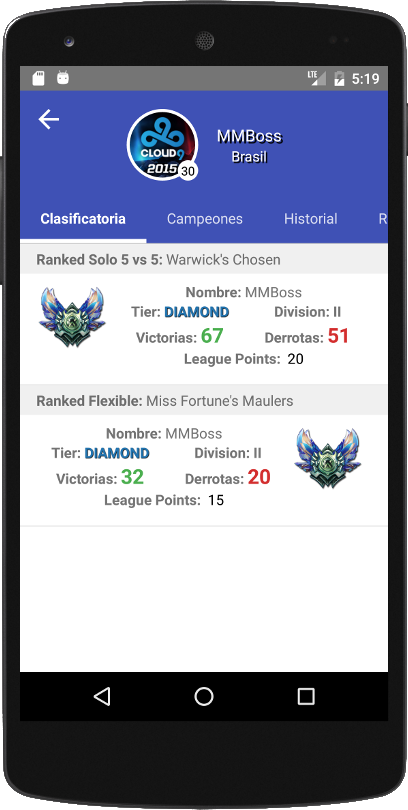 LTE 5:19
CLOUD9
2015
30
MMBoss
Brasil
Clasificatoria Campeones Historial R
Ranked Solo 5 vs 5: Warwick's Chosen
Nombre: MMBoss
Tier: DIAMOND Division: II
Victorias: 67 Derrotas: 51
League Points: 20
Ranked Flexible: Miss Fortune's Maulers
Nombre: MMBoss
Tier: DIAMOND Division: II
Victorias: 32 Derrotas: 20
League Points: 15